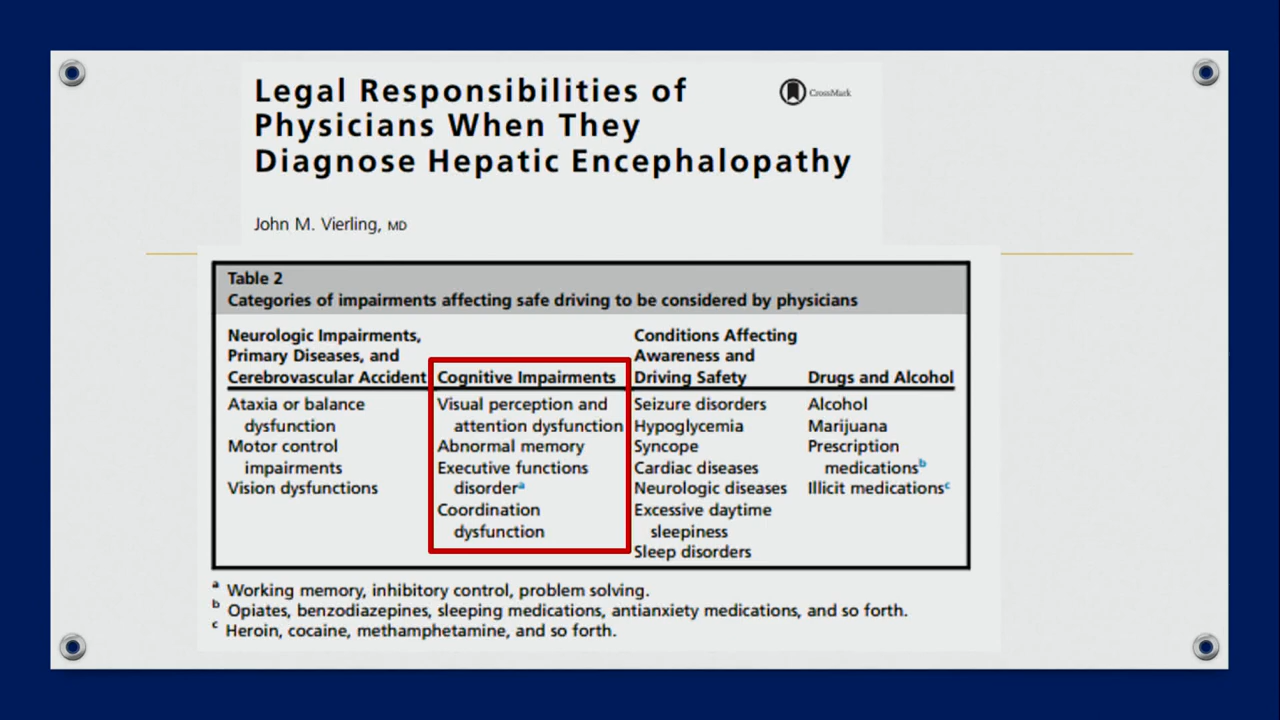 Legal Responsibilities of
Physicians When They
Diagnose Hepatic Encephalopathy
CrossMark
John M. Vierling, MD
Table 2
Categories of impairments affecting safe driving to be considered by physicians
Neurologic Impairments,
Primary Diseases, and
Cerebrovascular Accident
Ataxia or balance
dysfunction
Motor control
impairments
Vision dysfunctions
Cognitive Impairments
Visual perception and
attention dysfunction
Abnormal memory
Executive functions
disorderᵃ
Coordination
dysfunction
Conditions Affecting
Awareness and
Driving Safety
Seizure disorders
Hypoglycemia
Syncope
Cardiac diseases
Neurologic diseases
Excessive daytime
sleepiness
Sleep disorders
Drugs and Alcohol
Alcohol
Marijuana
Prescription
medicationsᵇ
Illicit medicationsᶜ
ᵃ Working memory, inhibitory control, problem solving.
ᵇ Opiates, benzodiazepines, sleeping medications, antianxiety medications, and so forth.
ᶜ Heroin, cocaine, methamphetamine, and so forth.